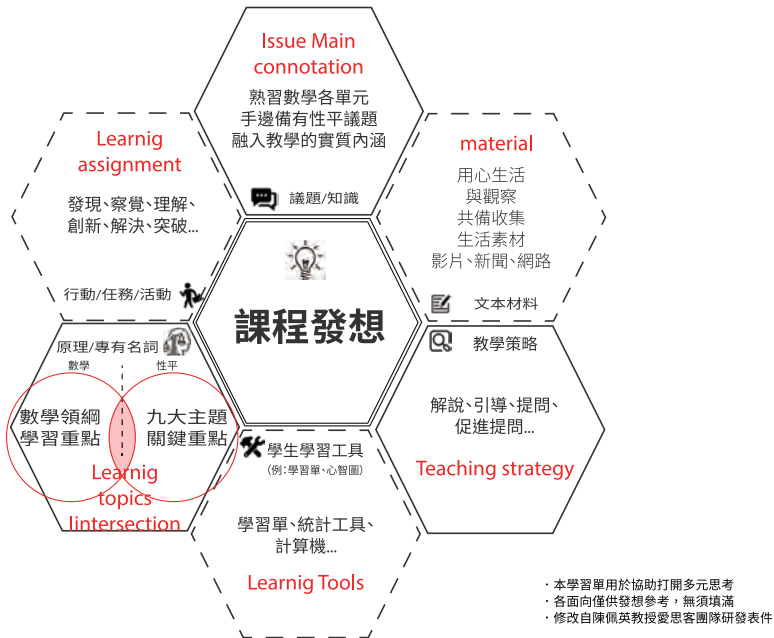 Issue Main
connotation
熟習數學各單元
手邊備有性平議題
融入教學的實質內涵
議題/知識
Learnig
assignment
發現、察覺、理解、
創新、解決、突破...
行動/任務/活動
material
用心生活
與觀察
共備收集
生活素材
影片、新聞、網路
文本材料
課程發想
原理/專有名詞
數學
性平
數學領綱
學習重點
九大主題
關鍵重點
Learnig
topics
Iintersection
教學策略
解說、引導、提問、
促進提問...
Teaching strategy
學生學習工具
(例:學習單、心智圖)
學習單、統計工具、
計算機...
Learnig Tools
・本學習單用於協助打開多元思考
・各面向僅供發想參考，無須填滿
・修改自陳佩英教授愛思客團隊研發表件